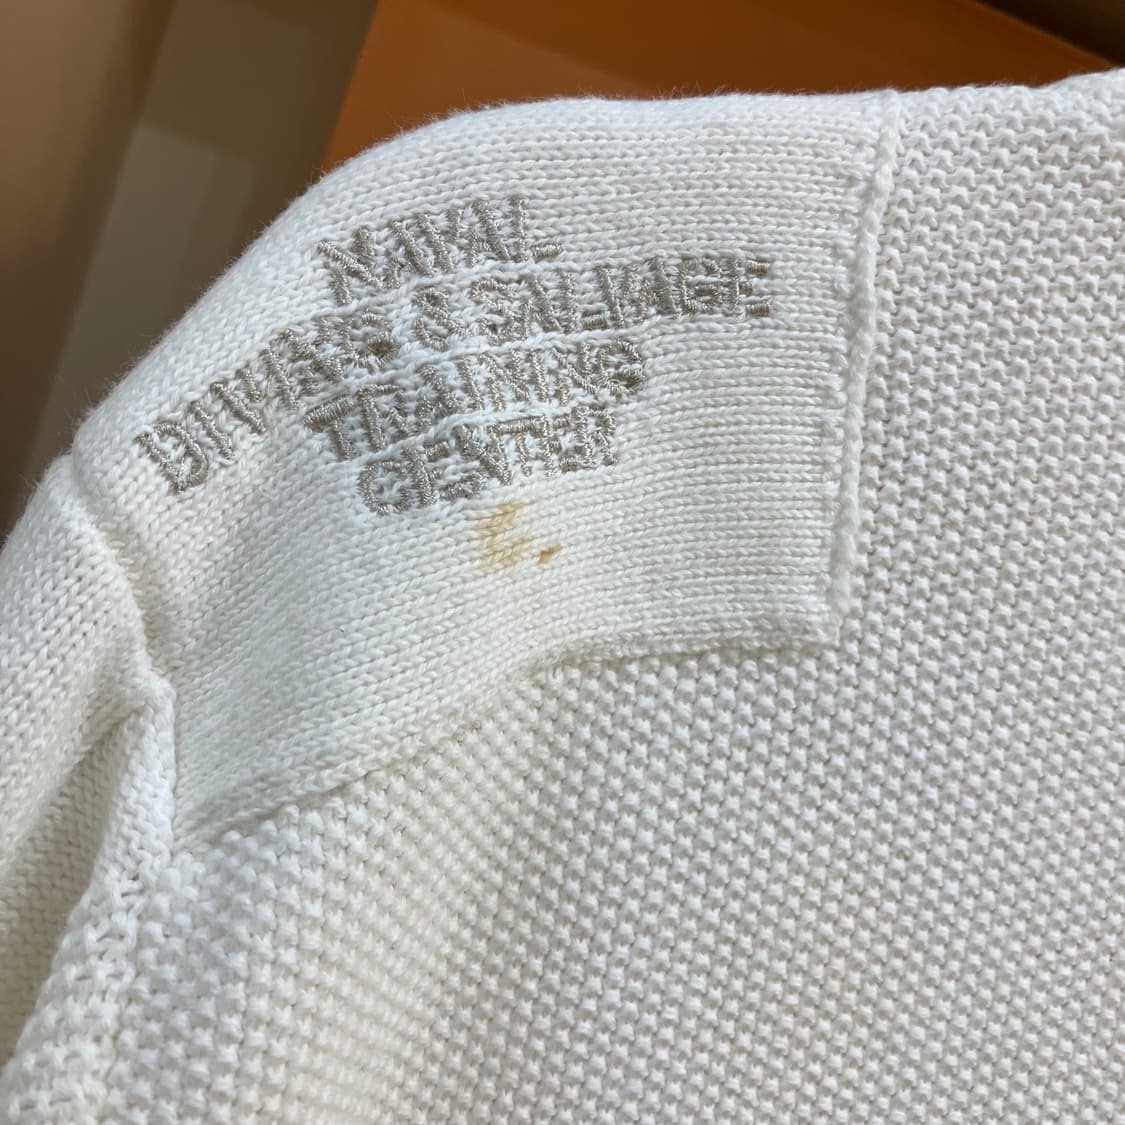 NAVAL
DIVERS & SALVAGE
TRAINING
CENTER